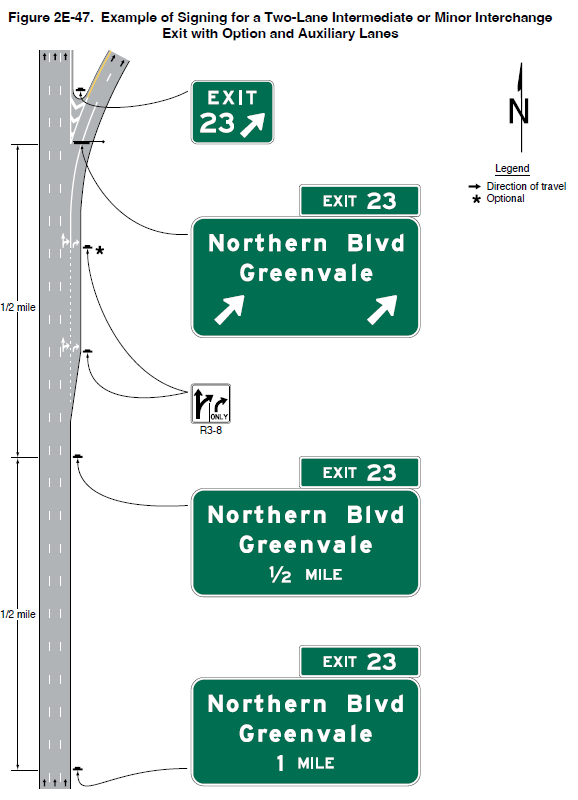 Figure 2E-47.  Example of Signing for a Two-Lane Intermediate or Minor Interchange
Exit with Option and Auxiliary Lanes
EXIT
23
N
Legend
Direction of travel
* Optional
EXIT 23
Northern Blvd
Greenvale
*
1/2 mile
ONLY
R3-8
EXIT 23
Northern Blvd
Greenvale
1/2 MILE
1/2 mile
EXIT 23
Northern Blvd
Greenvale
1 MILE